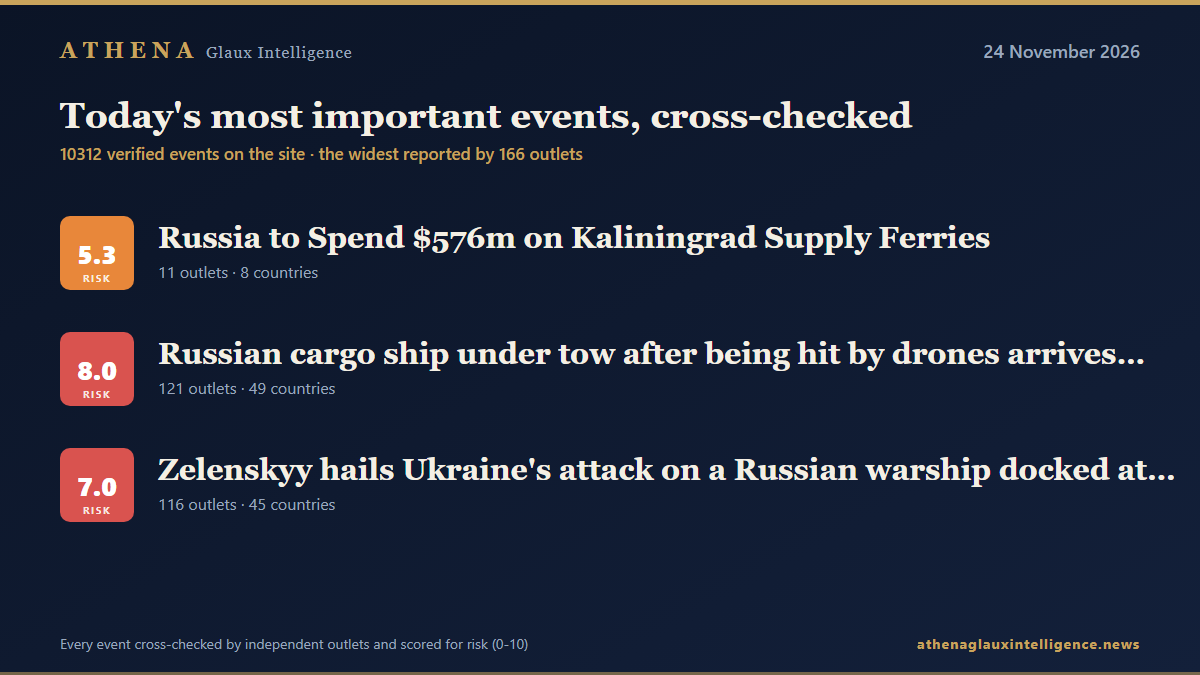 ATHENA Glaux Intelligence
24 November 2026
Today's most important events, cross-checked
10312 verified events on the site · the widest reported by 166 outlets
5.3
RISK
Russia to Spend $576m on Kaliningrad Supply Ferries
11 outlets · 8 countries
8.0
RISK
Russian cargo ship under tow after being hit by drones arrives...
121 outlets · 49 countries
7.0
RISK
Zelenskyy hails Ukraine's attack on a Russian warship docked at...
116 outlets · 45 countries
Every event cross-checked by independent outlets and scored for risk (0-10)
athenaglauxintelligence.news